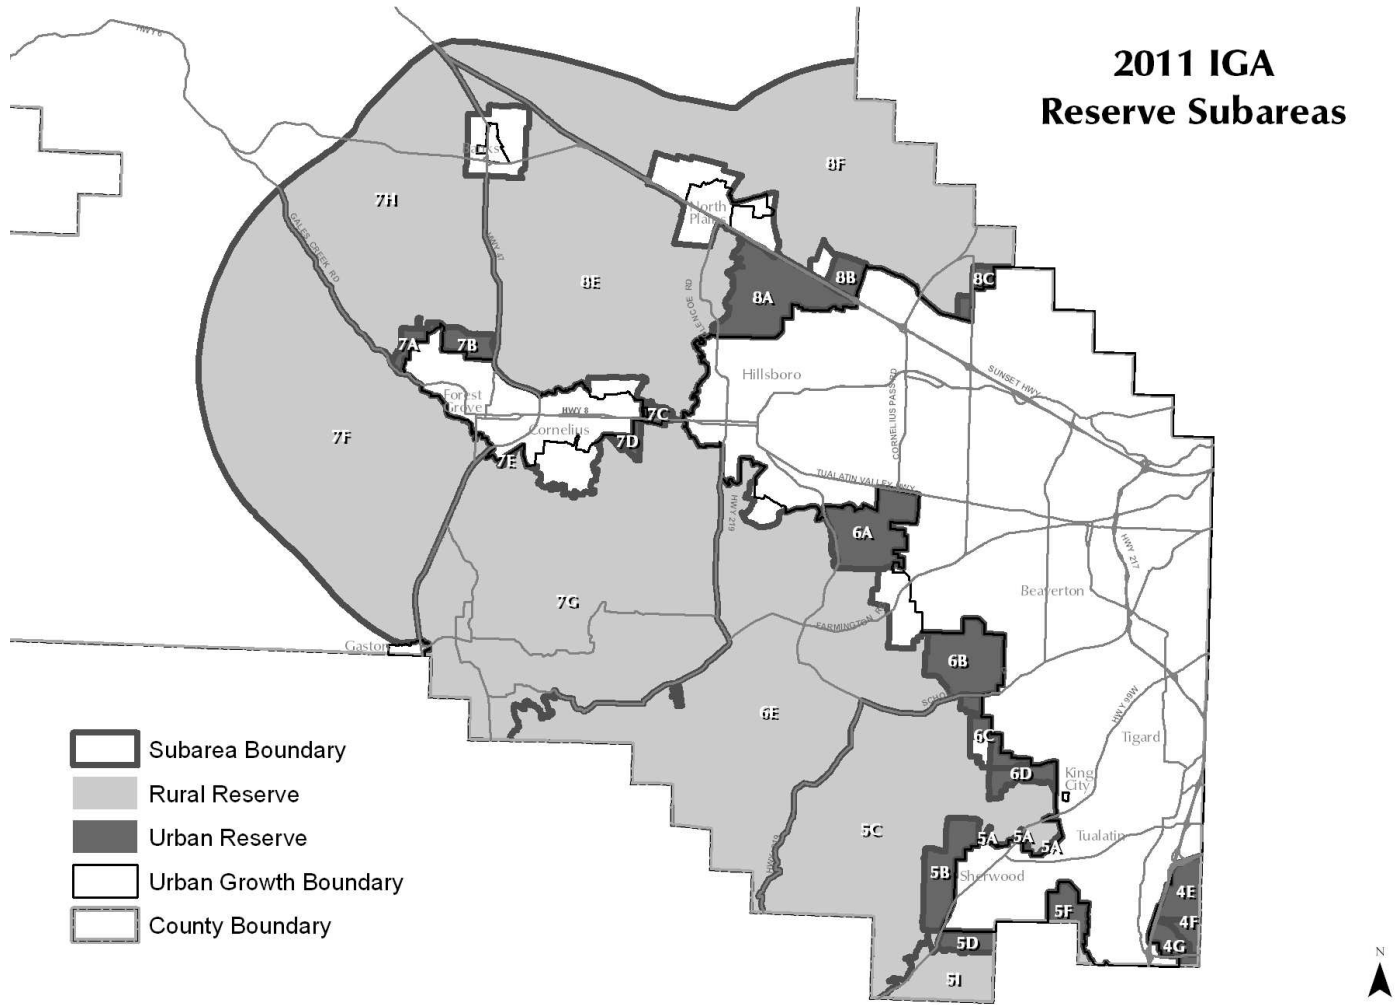 2011 IGA
Reserve Subareas
HWY 6
8F
7H
North
Plains
GALES CREEK RD
HWY 47
8E
8B
8C
8A
GLENCOE RD
7A
7B
Hillsboro
SUNSET HWY
CORNELIUS PASS RD
Forest
Grove
HWY 8
7C
Cornelius
7D
7F
7E
TUALATIN VALLEY HWY
HWY 219
6A
HWY 217
Beaverton
7G
FARMINGTON R
Gaston
6B
SCHO
6E
HWY 99W
6C
Tigard
6D
King
City
5C
5A
5A
5A
Tualatin
5B
Sherwood
4E
5F
4F
5D
4G
5I
Subarea Boundary
Rural Reserve
Urban Reserve
Urban Growth Boundary
County Boundary
N